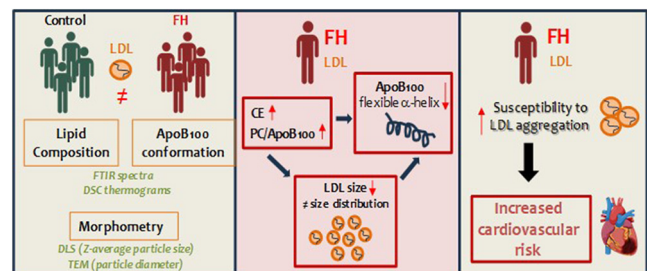 Control
FH
LDL
≠
Lipid
Composition
ApoB100
conformation
FTIR spectra
DSC thermograms
Morphometry
DLS (Z-average particle size)
TEM (particle diameter)
FH
LDL
CE
PC/ApoB100
ApoB100
flexible α-helix
LDL size
≠ size distribution
FH
LDL
Susceptibility to
LDL aggregation
Increased
cardiovascular
risk